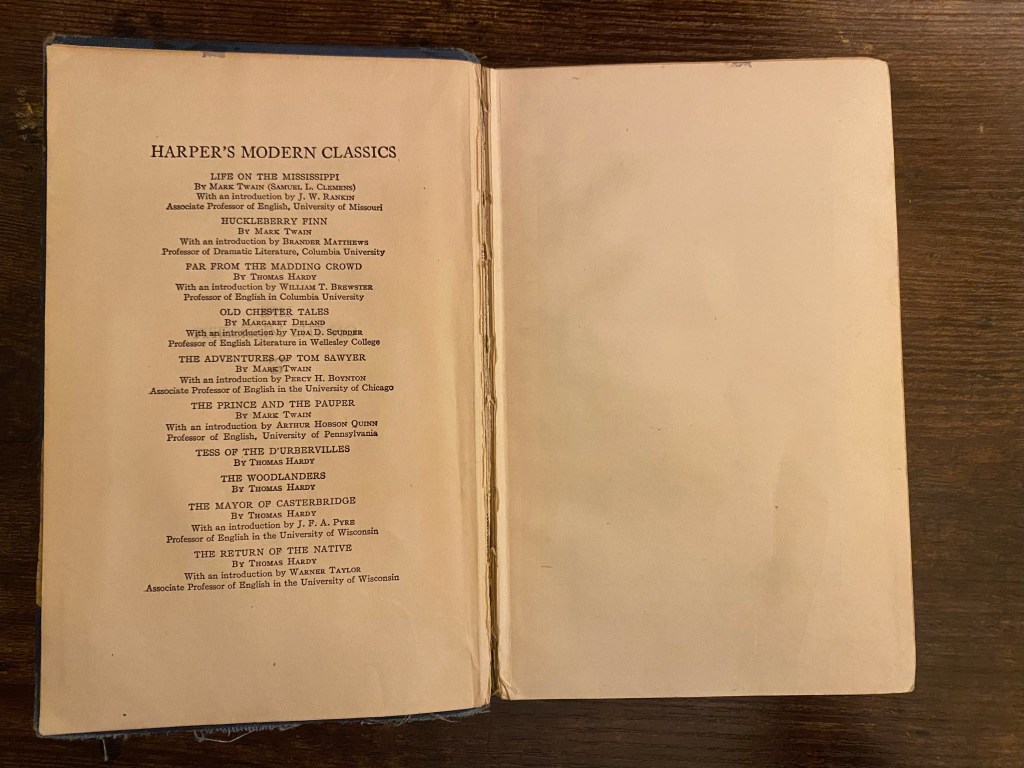 HARPER'S MODERN CLASSICS
LIFE ON THE MISSISSIPPI
By Mark Twain (Samuel L. Clemens)
With an introduction by J. W. Rankin
Associate Professor of English, University of Missouri
HUCKLEBERRY FINN
By Mark Twain
With an introduction by Brander Matthews
Professor of Dramatic Literature, Columbia University
FAR FROM THE MADDING CROWD
By Thomas Hardy
With an introduction by William T. Brewster
Professor of English in Columbia University
OLD CHESTER TALES
By Margaret Deland
With an introduction by Vida D. Scudder
Professor of English Literature in Wellesley College
THE ADVENTURES OF TOM SAWYER
By Mark Twain
With an introduction by Percy H. Boynton
Associate Professor of English in the University of Chicago
THE PRINCE AND THE PAUPER
By Mark Twain
With an introduction by Arthur Hobson Quinn
Professor of English, University of Pennsylvania
TESS OF THE D'URBERVILLES
By Thomas Hardy
THE WOODLANDERS
By Thomas Hardy
THE MAYOR OF CASTERBRIDGE
By Thomas Hardy
With an introduction by J. F. A. Pyre
Professor of English in the University of Wisconsin
THE RETURN OF THE NATIVE
By Thomas Hardy
With an introduction by Warner Taylor
Associate Professor of English in the University of Wisconsin